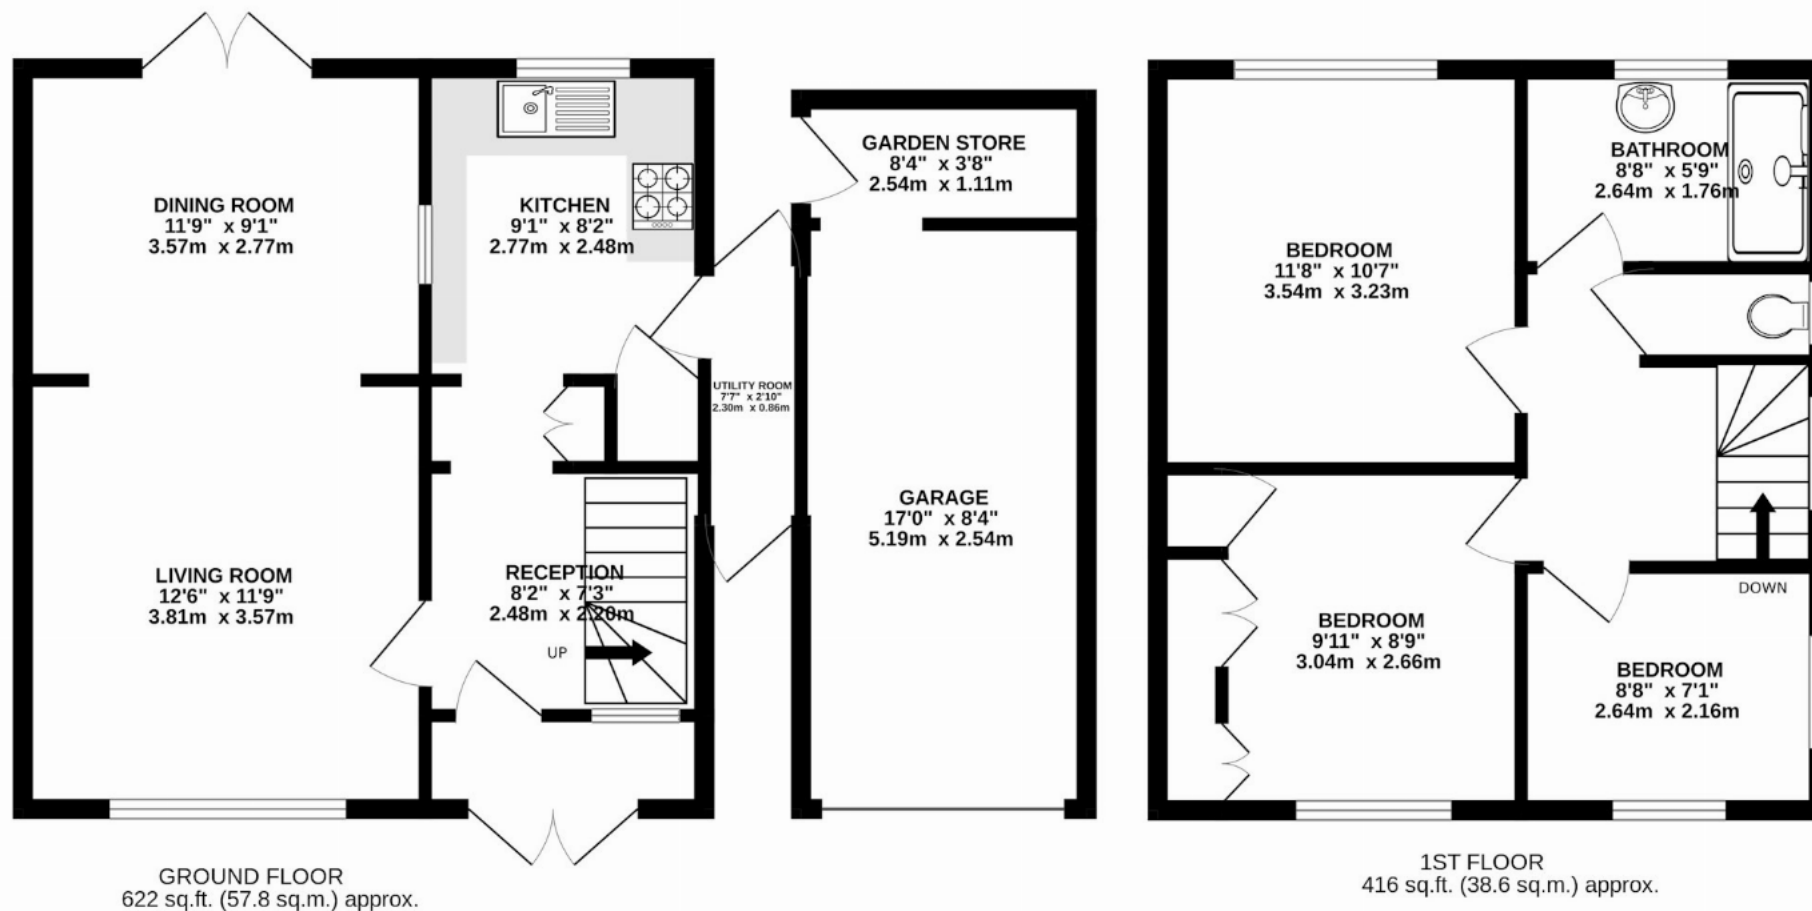 DINING ROOM
11'9" x 9'1"
3.57m x 2.77m
KITCHEN
9'1" x 8'2"
2.77m x 2.48m
GARDEN STORE
8'4" x 3'8"
2.54m x 1.11m
UTILITY ROOM
7'7" x 2'10"
2.30m x 0.86m
GARAGE
17'0" x 8'4"
5.19m x 2.54m
LIVING ROOM
12'6" x 11'9"
3.81m x 3.57m
RECEPTION
8'2" x 7'3"
2.48m x 2.20m
UP
GROUND FLOOR
622 sq.ft. (57.8 sq.m.) approx.
BATHROOM
8'8" x 5'9"
2.64m x 1.76m
BEDROOM
11'8" x 10'7"
3.54m x 3.23m
DOWN
BEDROOM
9'11" x 8'9"
3.04m x 2.66m
BEDROOM
8'8" x 7'1"
2.64m x 2.16m
1ST FLOOR
416 sq.ft. (38.6 sq.m.) approx.